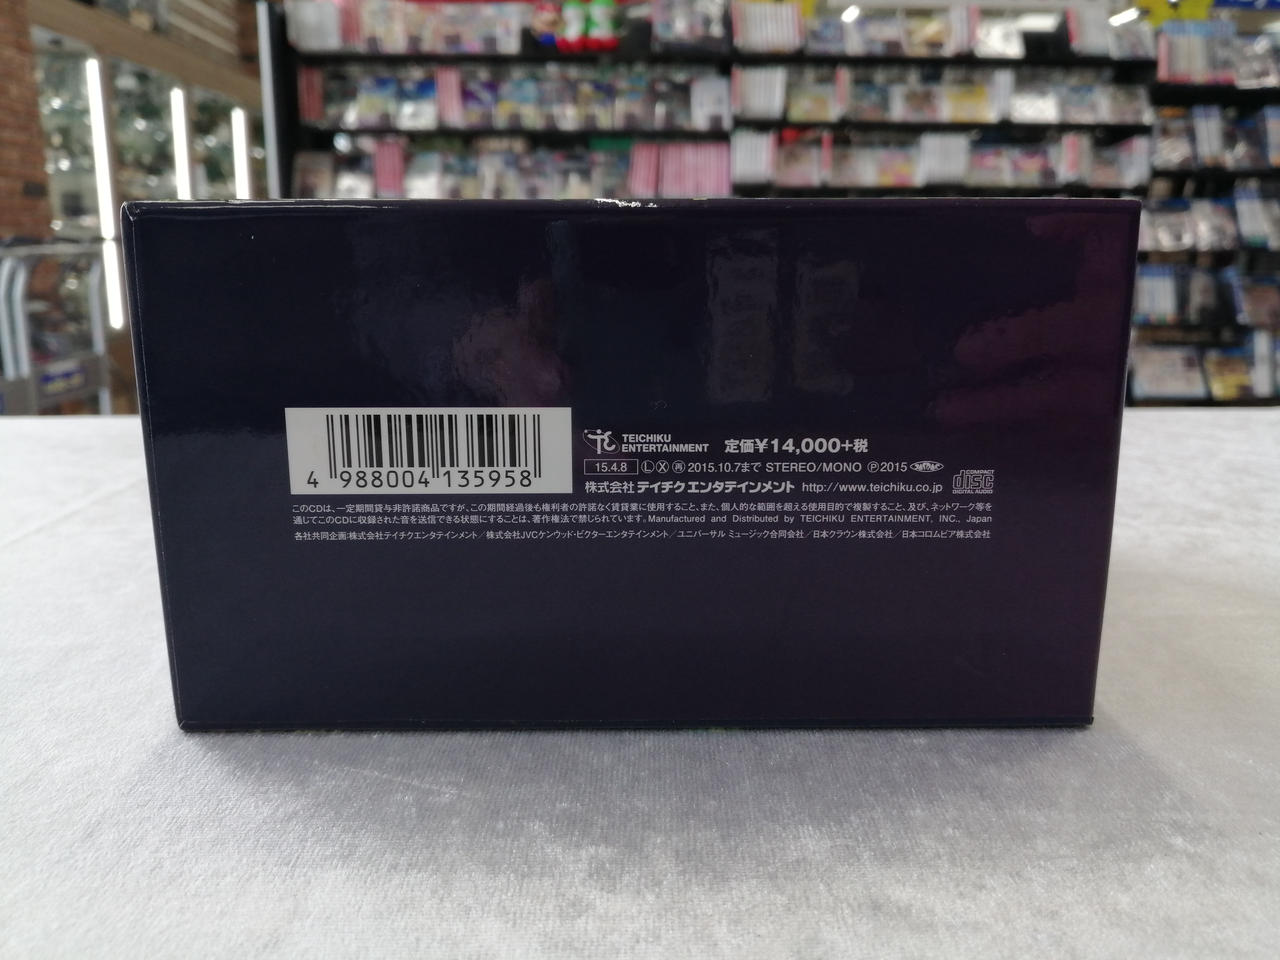 4 988004 135958
TEICHIKU
ENTERTAINMENT
定価¥14,000+税
15.4.8 Ⓛ Ⓧ ㊥ 2015.10.7まで STEREO/MONO Ⓟ2015
株式会社テイチクエンタテインメント http://www.teichiku.co.jp
COMPACT
disc
DIGITAL AUDIO
このCDは、一定期間貸与非許諾商品ですが、この期間経過後も権利者の許諾なく賃貸業に使用すること、また、個人的な範囲を超える使用目的で複製すること、及び、ネットワーク等を
通じてこのCDに収録された音を送信できる状態にすることは、著作権法で禁じられています。Manufactured and Distributed by TEICHIKU ENTERTAINMENT, INC., Japan
各社共同企画:株式会社テイチクエンタテインメント/株式会社JVCケンウッド・ビクターエンタテインメント/ユニバーサル ミュージック合同会社/日本クラウン株式会社/日本コロムビア株式会社